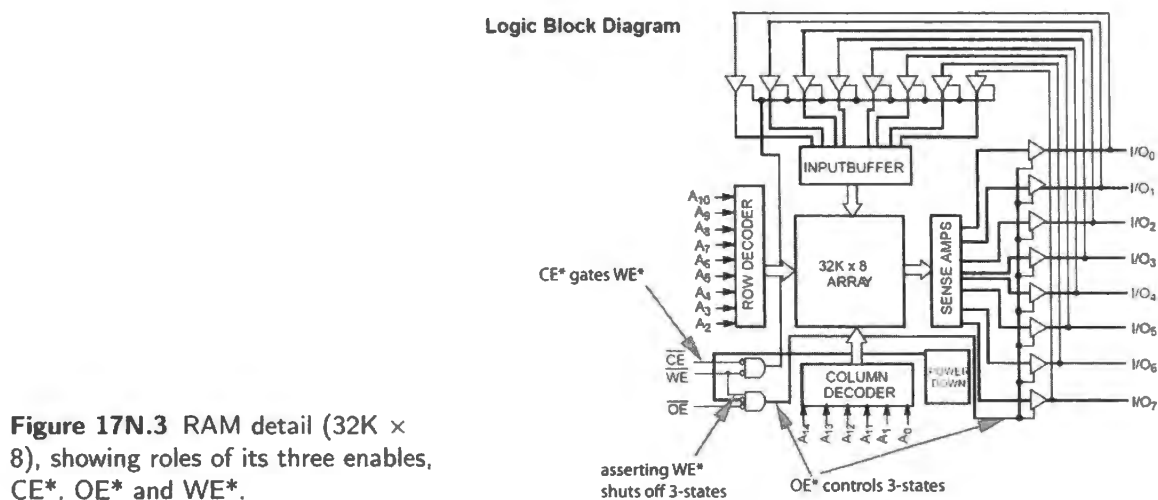 Logic Block Diagram
INPUTBUFFER
I/O0
I/O1
I/O2
I/O3
I/O4
I/O5
I/O6
I/O7
A10
A9
A8
A7
A6
A5
A4
A3
A2
ROW DECODER
32K x 8
ARRAY
SENSE AMPS
CE* gates WE*
CE
WE
OE
COLUMN
DECODER
POWER
DOWN
A14
A13
A12
A11
A1
A0
asserting WE*
shuts off 3-states
OE* controls 3-states
Figure 17N.3 RAM detail (32K ×
8), showing roles of its three enables,
CE*, OE* and WE*.